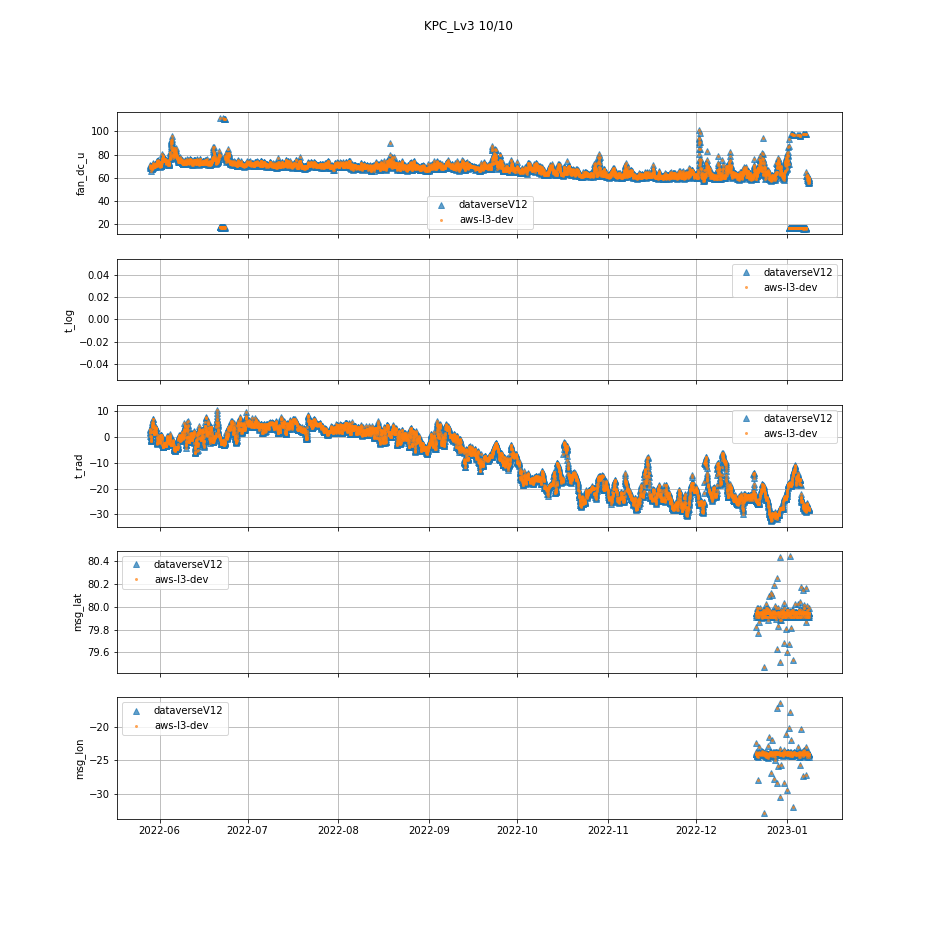 KPC_Lv3 10/10
100
80
60
40
20
fan_dc_u
dataverseV12
aws-l3-dev
0.04
0.02
0.00
−0.02
−0.04
t_log
dataverseV12
aws-l3-dev
10
0
−10
−20
−30
t_rad
dataverseV12
aws-l3-dev
80.4
80.2
80.0
79.8
79.6
msg_lat
dataverseV12
aws-l3-dev
−20
−25
−30
msg_lon
dataverseV12
aws-l3-dev
2022-06 2022-07 2022-08 2022-09 2022-10 2022-11 2022-12 2023-01